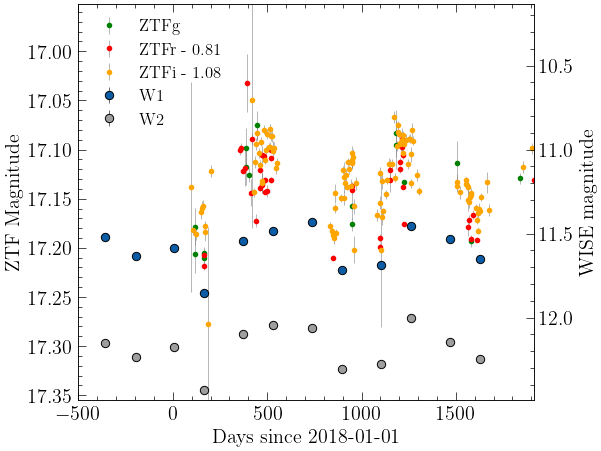 ZTFg
ZTFr - 0.81
ZTFi - 1.08
W1
W2
17.00
17.05
17.10
17.15
17.20
17.25
17.30
17.35
ZTF Magnitude
10.5
11.0
11.5
12.0
WISE magnitude
−500
0
500
1000
1500
Days since 2018-01-01